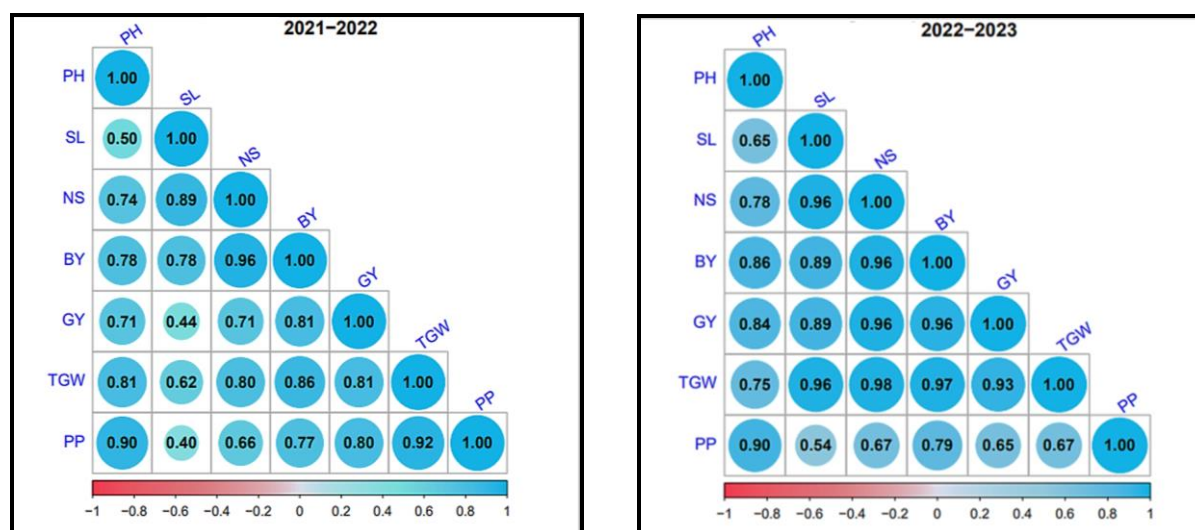 2021−2022
PH
PH 1.00
SL
SL 0.50 1.00
NS
NS 0.74 0.89 1.00
BY
BY 0.78 0.78 0.96 1.00
GY
GY 0.71 0.44 0.71 0.81 1.00
TGW
TGW 0.81 0.62 0.80 0.86 0.81 1.00
PP
PP 0.90 0.40 0.66 0.77 0.80 0.92 1.00
−1 −0.8 −0.6 −0.4 −0.2 0 0.2 0.4 0.6 0.8 1
2022−2023
PH
PH 1.00
SL
SL 0.65 1.00
NS
NS 0.78 0.96 1.00
BY
BY 0.86 0.89 0.96 1.00
GY
GY 0.84 0.89 0.96 0.96 1.00
TGW
TGW 0.75 0.96 0.98 0.97 0.93 1.00
PP
PP 0.90 0.54 0.67 0.79 0.65 0.67 1.00
−1 −0.8 −0.6 −0.4 −0.2 0 0.2 0.4 0.6 0.8 1